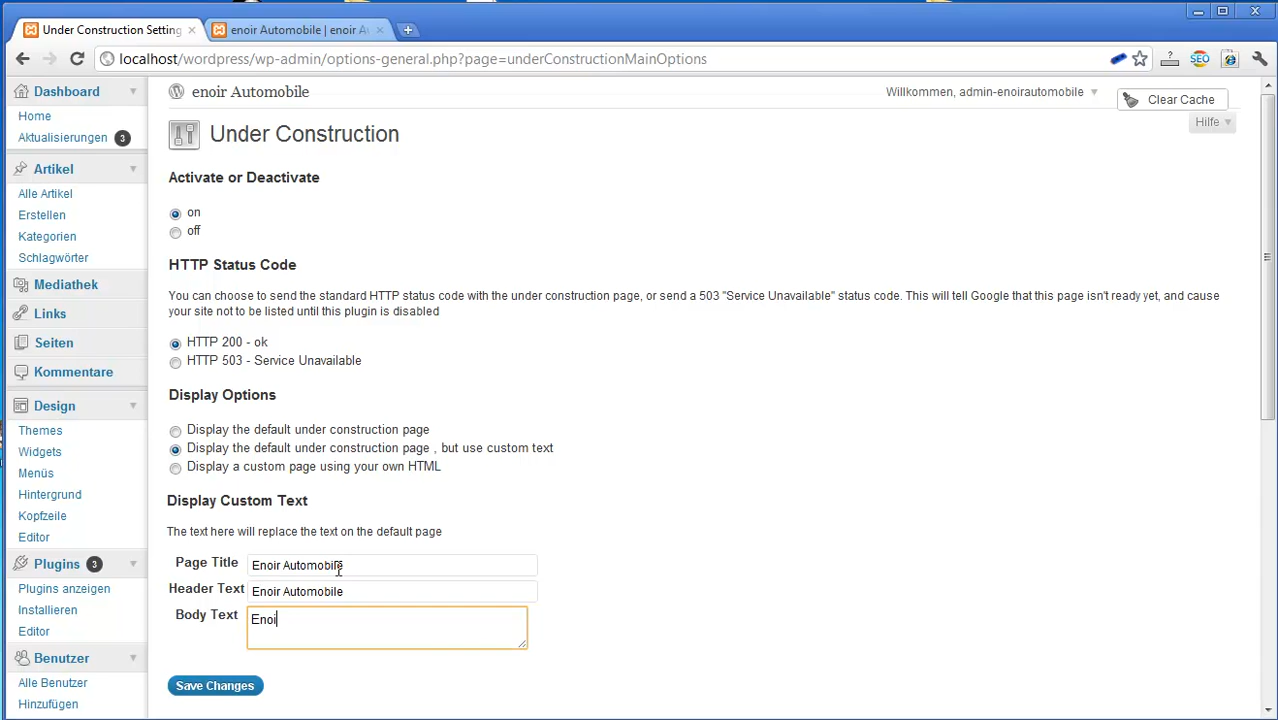 Under Construction Setting
enoir Automobile | enoir A
localhost/wordpress/wp-admin/options-general.php?page=underConstructionMainOptions
SEO
Dashboard
Home
Aktualisierungen 3
Artikel
Alle Artikel
Erstellen
Kategorien
Schlagwörter
Mediathek
Links
Seiten
Kommentare
Design
Themes
Widgets
Menüs
Hintergrund
Kopfzeile
Editor
Plugins 3
Plugins anzeigen
Installieren
Editor
Benutzer
Alle Benutzer
Hinzufügen
enoir Automobile
Willkommen, admin-enoirautomobile
Clear Cache
Hilfe
Under Construction
Activate or Deactivate
on
off
HTTP Status Code
You can choose to send the standard HTTP status code with the under construction page, or send a 503 "Service Unavailable" status code. This will tell Google that this page isn't ready yet, and cause
your site not to be listed until this plugin is disabled
HTTP 200 - ok
HTTP 503 - Service Unavailable
Display Options
Display the default under construction page
Display the default under construction page , but use custom text
Display a custom page using your own HTML
Display Custom Text
The text here will replace the text on the default page
Page Title Enoir Automobile
Header Text Enoir Automobile
Body Text Enoi
Save Changes